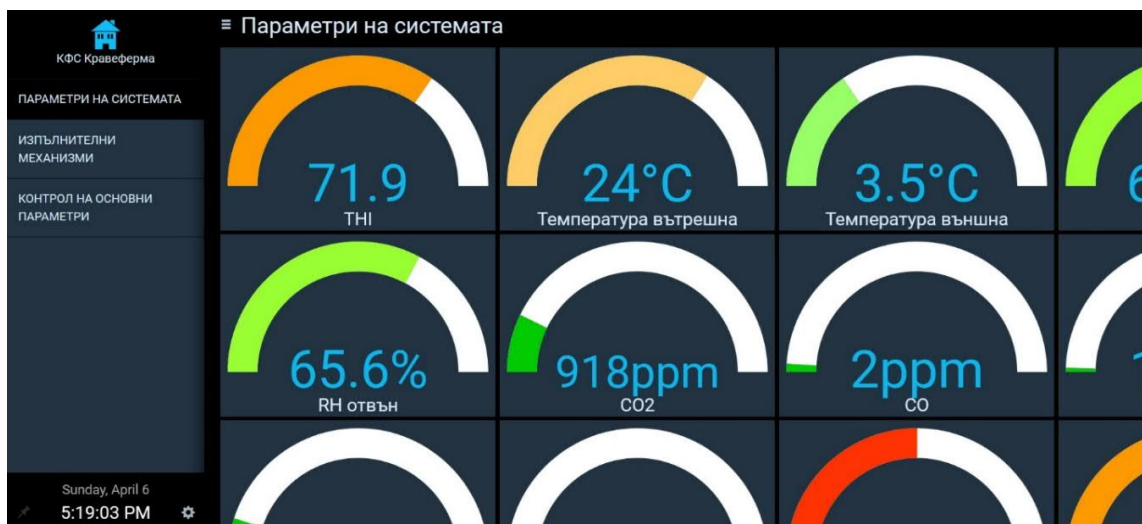 КФС Кравеферма
ПАРАМЕТРИ НА СИСТЕМАТА
ИЗПЪЛНИТЕЛНИ
МЕХАНИЗМИ
КОНТРОЛ НА ОСНОВНИ
ПАРАМЕТРИ
Sunday, April 6
5:19:03 PM
≡ Параметри на системата
71.9
THI
24°C
Температура вътрешна
3.5°C
Температура външна
65.6%
RH отвън
918ppm
CO2
2ppm
CO